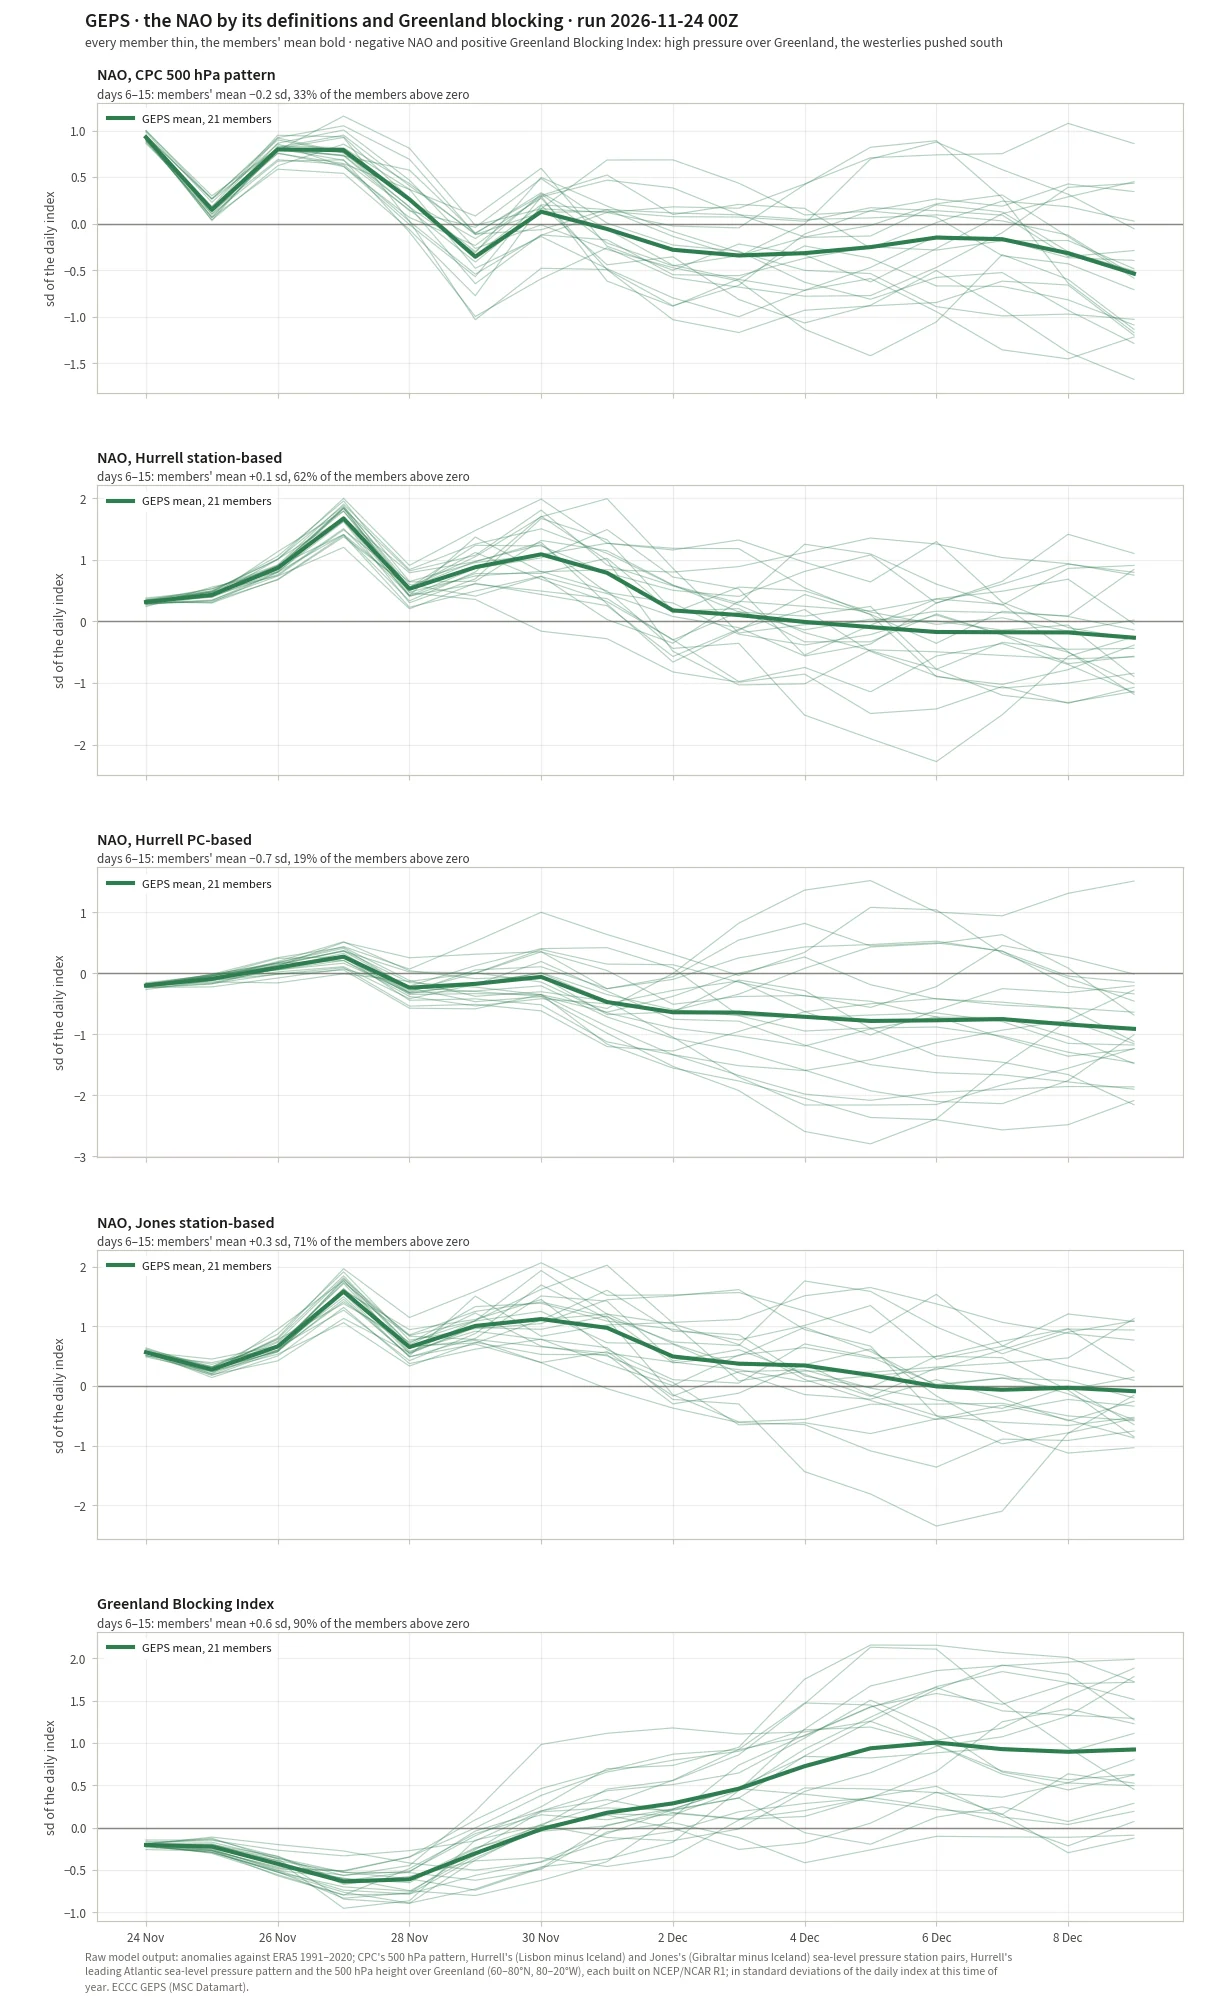 GEPS · the NAO by its definitions and Greenland blocking · run 2026-11-24 00Z
every member thin, the members' mean bold · negative NAO and positive Greenland Blocking Index: high pressure over Greenland, the westerlies pushed south
NAO, CPC 500 hPa pattern
days 6–15: members' mean −0.2 sd, 33% of the members above zero
GEPS mean, 21 members
1.0
0.5
0.0
−0.5
−1.0
−1.5
sd of the daily index
NAO, Hurrell station-based
days 6–15: members' mean +0.1 sd, 62% of the members above zero
GEPS mean, 21 members
2
1
0
−1
−2
sd of the daily index
NAO, Hurrell PC-based
days 6–15: members' mean −0.7 sd, 19% of the members above zero
GEPS mean, 21 members
1
0
−1
−2
−3
sd of the daily index
NAO, Jones station-based
days 6–15: members' mean +0.3 sd, 71% of the members above zero
GEPS mean, 21 members
2
1
0
−1
−2
sd of the daily index
Greenland Blocking Index
days 6–15: members' mean +0.6 sd, 90% of the members above zero
GEPS mean, 21 members
2.0
1.5
1.0
0.5
0.0
−0.5
−1.0
sd of the daily index
24 Nov 26 Nov 28 Nov 30 Nov 2 Dec 4 Dec 6 Dec 8 Dec
Raw model output: anomalies against ERA5 1991–2020; CPC's 500 hPa pattern, Hurrell's (Lisbon minus Iceland) and Jones's (Gibraltar minus Iceland) sea-level pressure station pairs, Hurrell's
leading Atlantic sea-level pressure pattern and the 500 hPa height over Greenland (60–80°N, 80–20°W), each built on NCEP/NCAR R1; in standard deviations of the daily index at this time of
year. ECCC GEPS (MSC Datamart).